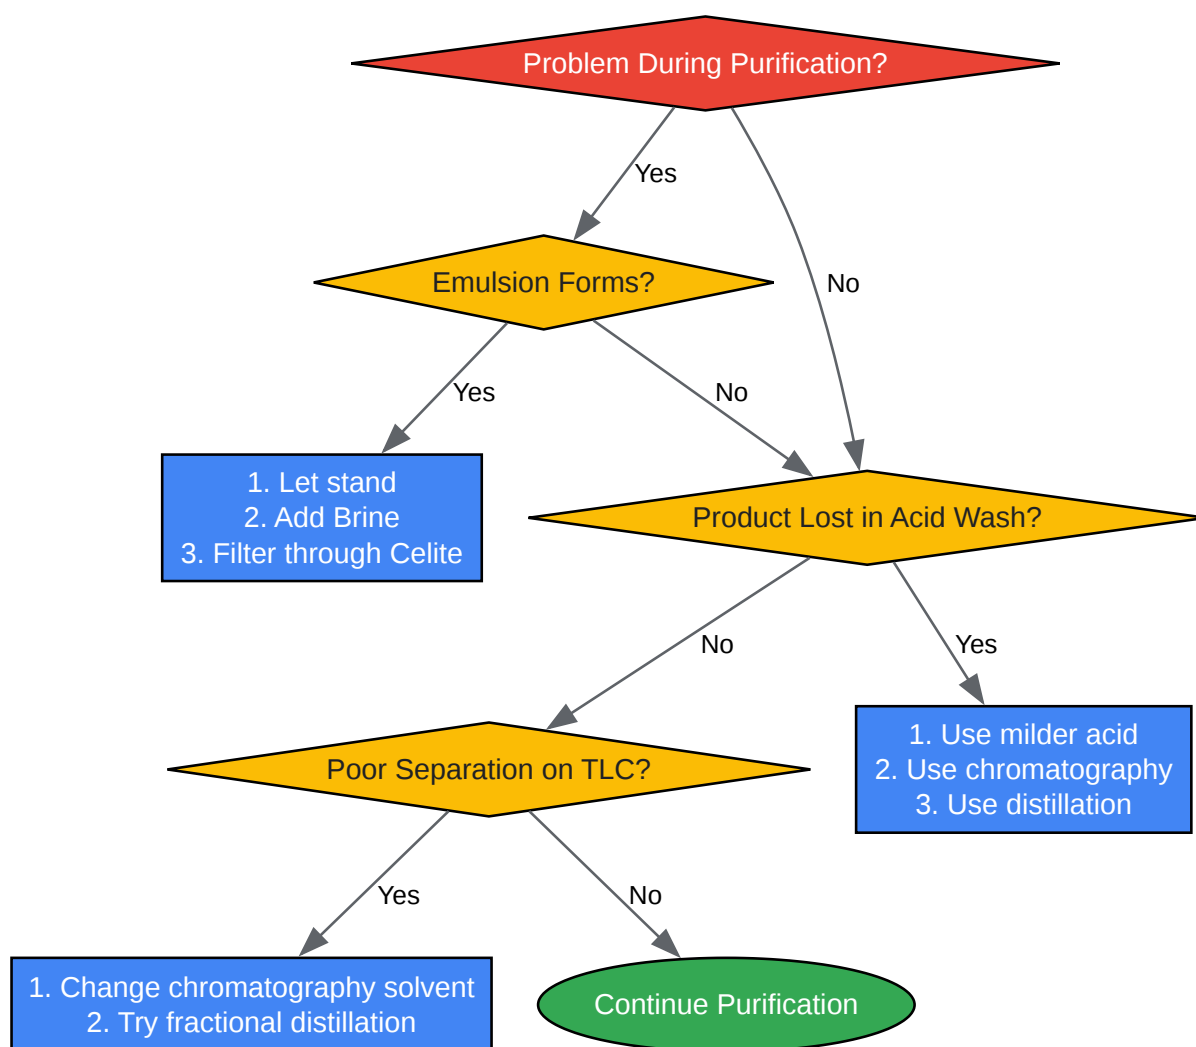 Problem During Purification?
Yes
No
Emulsion Forms?
Yes
No
1. Let stand
2. Add Brine
3. Filter through Celite
Product Lost in Acid Wash?
No
Yes
1. Use milder acid
2. Use chromatography
3. Use distillation
Poor Separation on TLC?
Yes
No
1. Change chromatography solvent
2. Try fractional distillation
Continue Purification